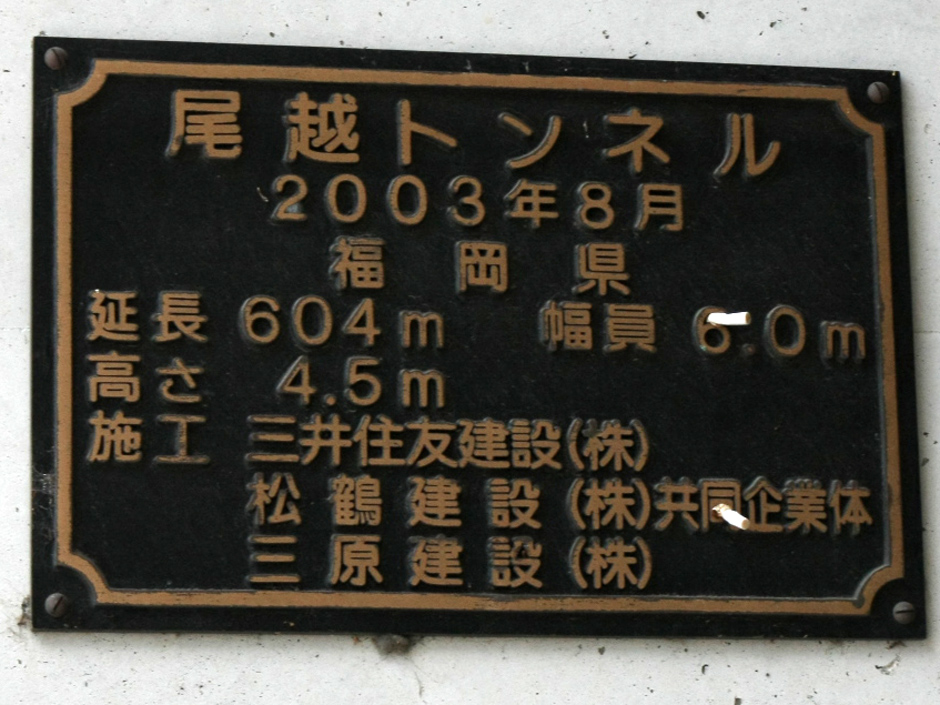 尾越トンネル
2003年8月
福岡県
延長 604m 幅員 6.0m
高さ 4.5m
施工 三井住友建設(株)
松鶴建設(株)共同企業体
三原建設(株)